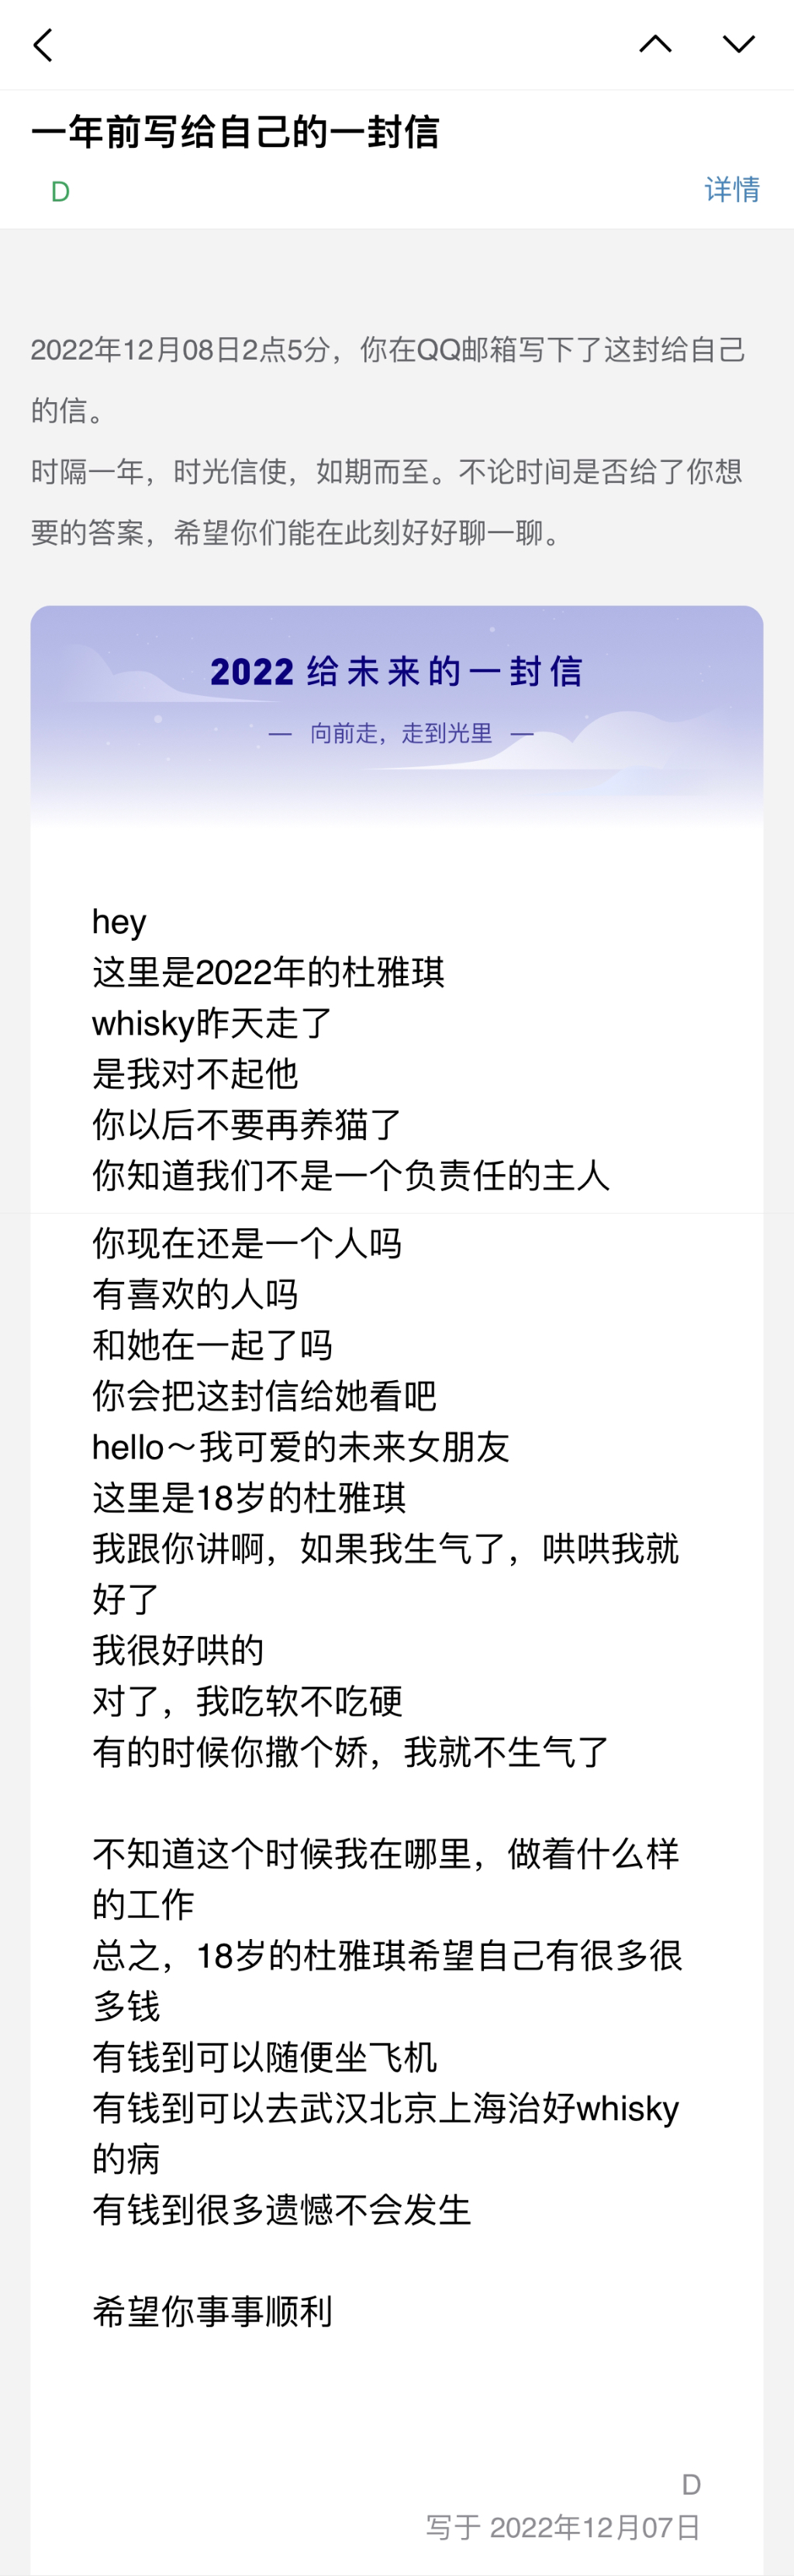 一年前写给自己的一封信
D
详情
2022年12月08日2点5分，你在QQ邮箱写下了这封给自己
的信。
时隔一年，时光信使，如期而至。不论时间是否给了你想
要的答案，希望你们能在此刻好好聊一聊。
2022 给未来的一封信
— 向前走，走到光里 —
hey
这里是2022年的杜雅琪
whisky昨天走了
是我对不起他
你以后不要再养猫了
你知道我们不是一个负责任的主人
你现在还是一个人吗
有喜欢的人吗
和她在一起了吗
你会把这封信给她看吧
hello～我可爱的未来女朋友
这里是18岁的杜雅琪
我跟你讲啊，如果我生气了，哄哄我就
好了
我很好哄的
对了，我吃软不吃硬
有的时候你撒个娇，我就不生气了
不知道这个时候我在哪里，做着什么样
的工作
总之，18岁的杜雅琪希望自己有很多很
多钱
有钱到可以随便坐飞机
有钱到可以去武汉北京上海治好whisky
的病
有钱到很多遗憾不会发生
希望你事事顺利
D
写于 2022年12月07日